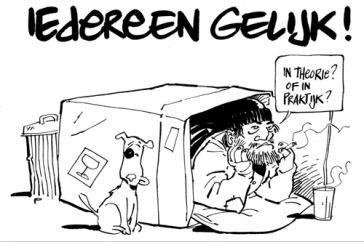 IEDEREEN GELIJK!
IN THEORIE?
OF IN
PRAKTIJK?